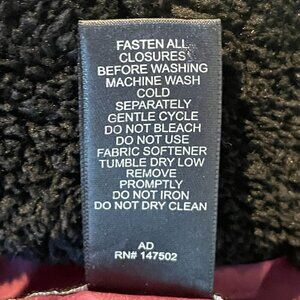 FASTEN ALL
CLOSURES
BEFORE WASHING
MACHINE WASH
COLD
SEPARATELY
GENTLE CYCLE
DO NOT BLEACH
DO NOT USE
FABRIC SOFTENER
TUMBLE DRY LOW
REMOVE
PROMPTLY
DO NOT IRON
DO NOT DRY CLEAN
AD
RN# 147502